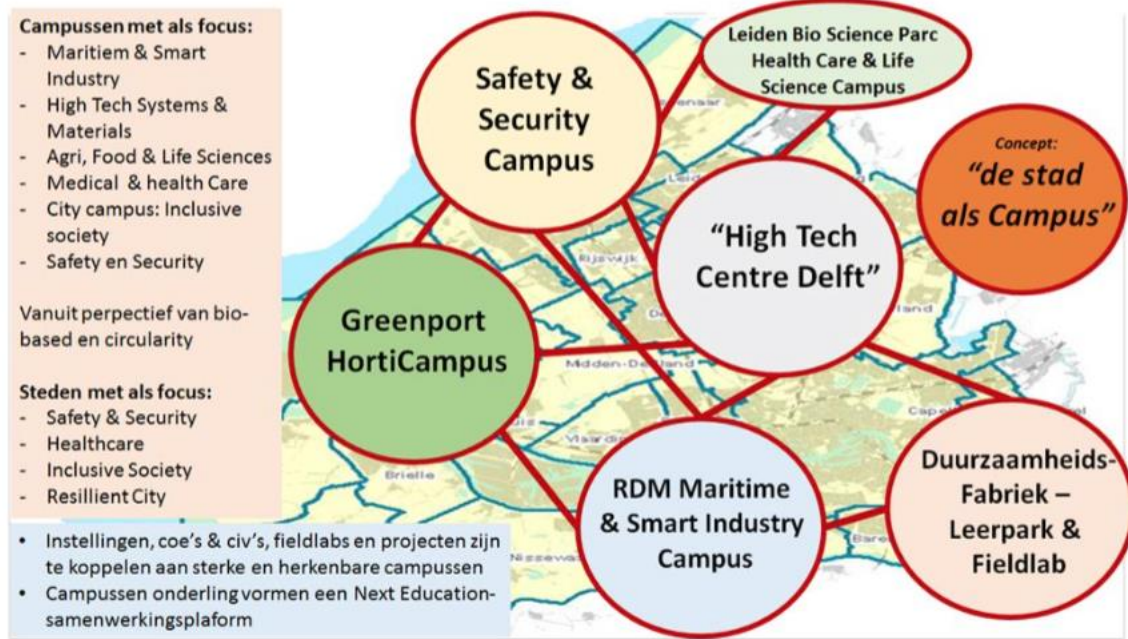 Campussen met als focus:
- Maritiem & Smart
Industry
- High Tech Systems &
Materials
- Agri, Food & Life Sciences
- Medical & health Care
- City campus: Inclusive
society
- Safety en Security
Vanuit perpectief van bio-
based en circularity
Steden met als focus:
- Safety & Security
- Healthcare
- Inclusive Society
- Resillient City
• Instellingen, coe's & civ's, fieldlabs en projecten zijn
te koppelen aan sterke en herkenbare campussen
• Campussen onderling vormen een Next Education-
samenwerkingsplaform
Safety &
Security
Campus
Leiden Bio Science Parc
Health Care & Life
Science Campus
Concept:
"de stad
als Campus"
"High Tech
Centre Delft"
Greenport
HortiCampus
RDM Maritime
& Smart Industry
Campus
Duurzaamheids-
Fabriek –
Leerpark &
Fieldlab
Rijswijk
Brielle